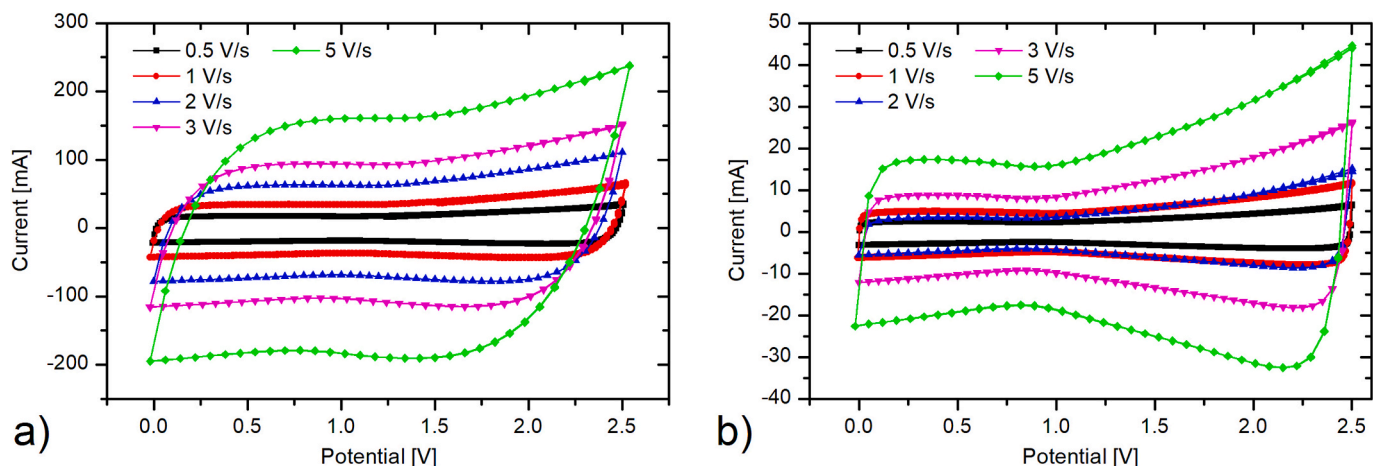 a)
Current [mA]
300
200
100
0
-100
-200
0.5 V/s
5 V/s
1 V/s
2 V/s
3 V/s
0.0
0.5
1.0
1.5
2.0
2.5
Potential [V]
b)
Current [mA]
50
40
30
20
10
0
-10
-20
-30
-40
0.5 V/s
3 V/s
1 V/s
5 V/s
2 V/s
0.0
0.5
1.0
1.5
2.0
2.5
Potential [V]